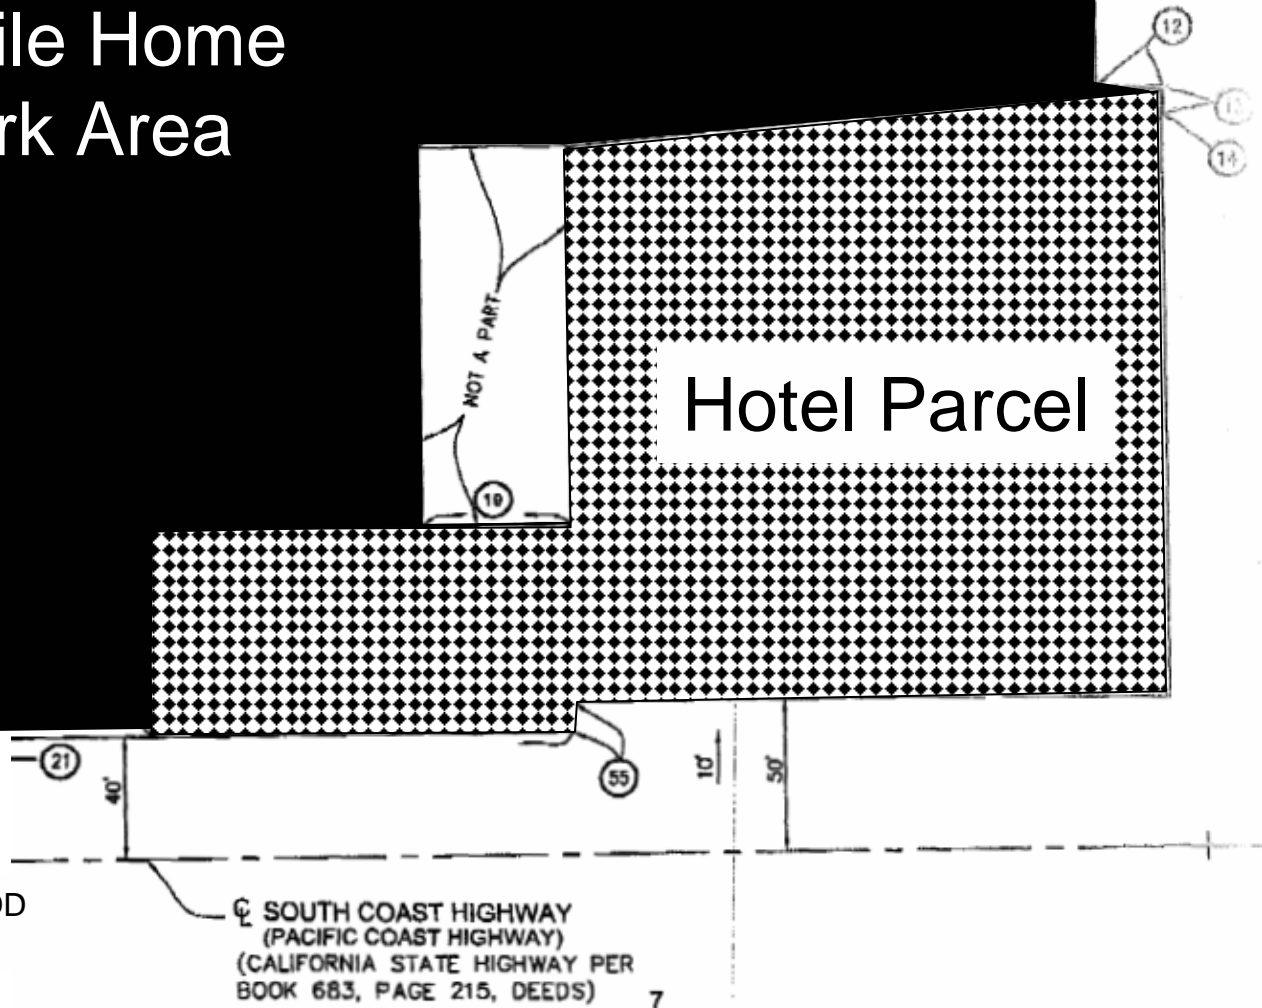 ile Home
rk Area
12
13
14
NOT A PART
Hotel Parcel
19
21
40'
55
10'
50'
OD
℄ SOUTH COAST HIGHWAY
(PACIFIC COAST HIGHWAY)
(CALIFORNIA STATE HIGHWAY PER
BOOK 683, PAGE 215, DEEDS)
7